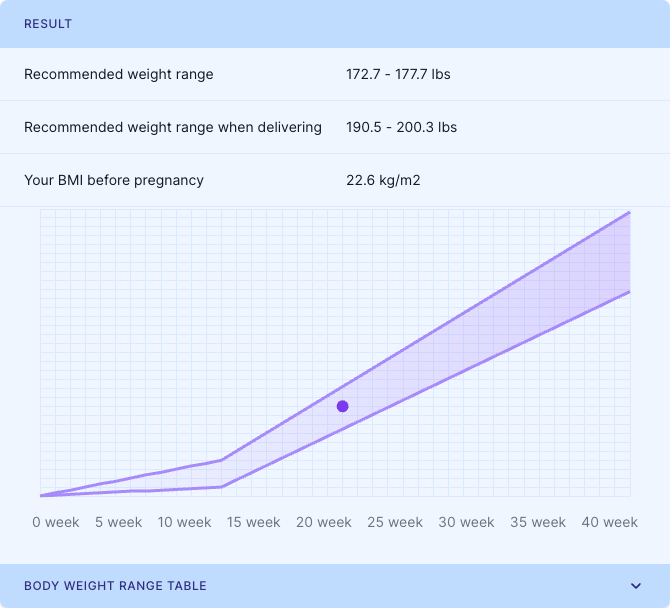 RESULT
Recommended weight range 172.7 - 177.7 lbs
Recommended weight range when delivering 190.5 - 200.3 lbs
Your BMI before pregnancy 22.6 kg/m2
0 week 5 week 10 week 15 week 20 week 25 week 30 week 35 week 40 week
BODY WEIGHT RANGE TABLE